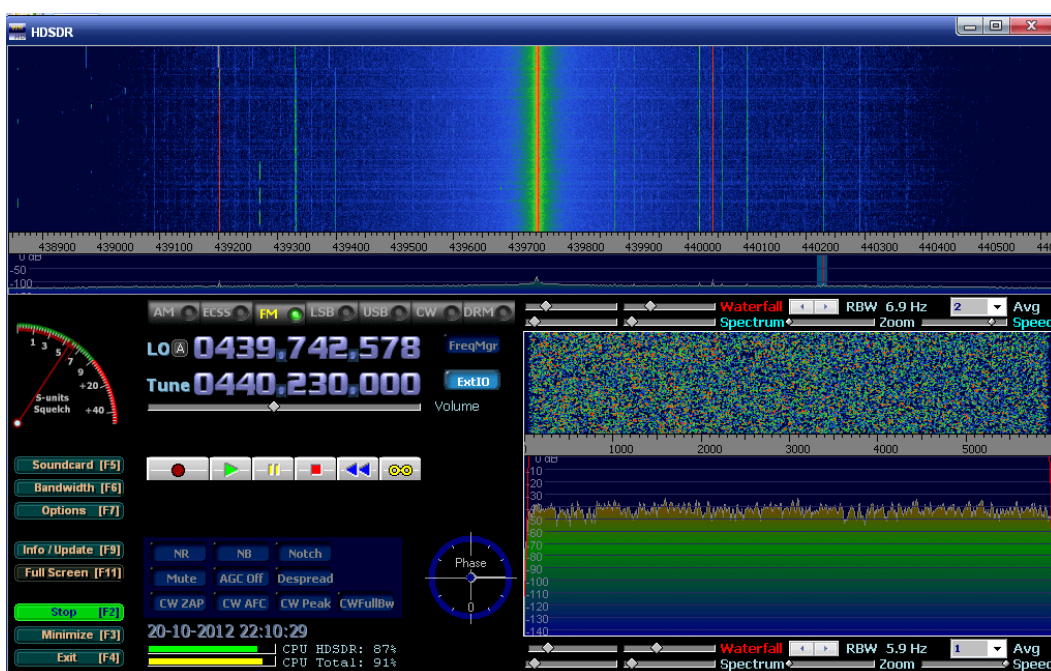 HDSDR
438900 439000 439100 439200 439300 439400 439500 439600 439700 439800 439900 440000 440100 440200 440300 440400 440500
0 dB
-50
-100
AM ECSS FM LSB USB CW DRM
Waterfall RBW 6.9 Hz 2 Avg
Spectrum Zoom Speed
LO A 0439.742.578 FreqMgr
Tune 0440.230.000 ExtIO
Volume
1 3 5 7 9 +20 +40
S-units
Squelch
1000 2000 3000 4000 5000
0 dB
-10
-20
-30
-50
-60
-70
-80
-90
-100
-110
-120
-130
-140
Soundcard [F5]
Bandwidth [F6]
Options [F7]
Info / Update [F9]
Full Screen [F11]
Stop [F2]
Minimize [F3]
Exit [F4]
NR NB Notch
Mute AGC Off Despread
CW ZAP CW AFC CW Peak CWFullBw
Phase
0
20-10-2012 22:10:29
CPU HDSDR: 87%
CPU Total: 91%
Waterfall RBW 5.9 Hz 1 Avg
Spectrum Zoom Speed